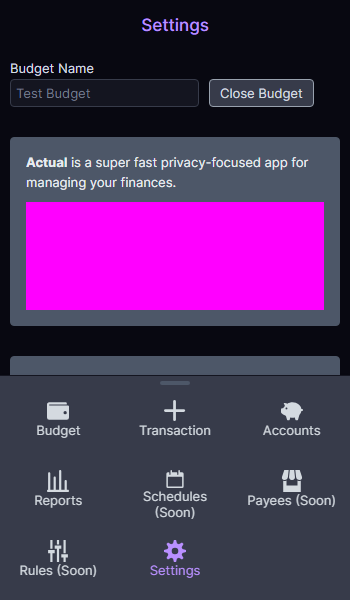 Settings
Budget Name
Test Budget
Close Budget
Actual is a super fast privacy-focused app for
managing your finances.
Budget
Transaction
Accounts
Reports
Schedules
(Soon)
Payees (Soon)
Rules (Soon)
Settings